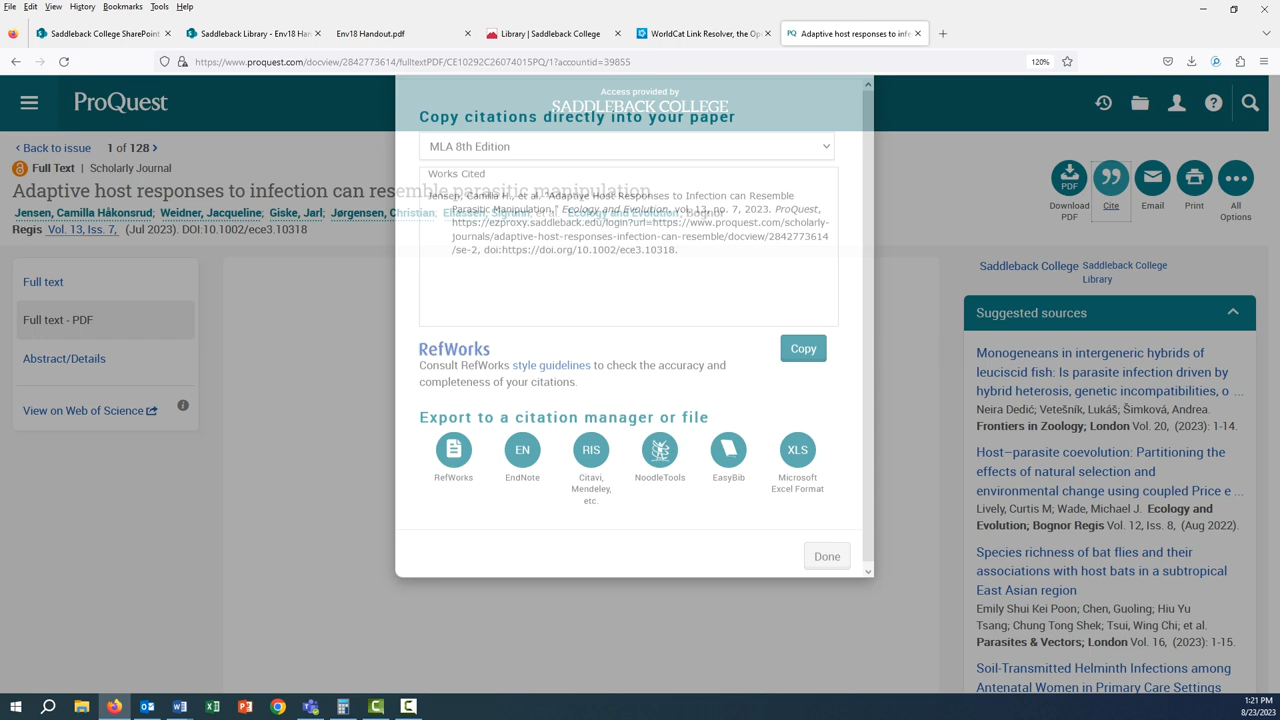 File Edit View History Bookmarks Tools Help
Saddleback College SharePoint
Saddleback Library - Env18 Han
Env18 Handout.pdf
Library | Saddleback College
WorldCat Link Resolver, the Op
PQ Adaptive host responses to infe
https://www.proquest.com/docview/2842773614/fulltextPDF/CE10292C26074015PQ/1?accountid=39855
120%
ProQuest
Access provided by
SADDLEBACK COLLEGE
Back to issue 1 of 128
Full Text | Scholarly Journal
Adaptive host responses to infection can resemble parasitic manipulation
Jensen, Camilla Håkonsrud; Weidner, Jacqueline; Giske, Jarl; Jørgensen, Christian; Eliassen, Sigrunn; et al. Ecology and Evolution; Bognor
Regis Vol. 13, Iss. 7, (Jul 2023). DOI:10.1002/ece3.10318
Download PDF
Cite
Email
Print
All Options
Full text
Full text - PDF
Abstract/Details
View on Web of Science
Copy citations directly into your paper
MLA 8th Edition
Works Cited
Jensen, Camilla H., et al. "Adaptive Host Responses to Infection can Resemble
Parasitic Manipulation." Ecology and Evolution, vol. 13, no. 7, 2023. ProQuest,
https://ezproxy.saddleback.edu/login?url=https://www.proquest.com/scholarly-
journals/adaptive-host-responses-infection-can-resemble/docview/2842773614
/se-2, doi:https://doi.org/10.1002/ece3.10318.
RefWorks
Copy
Consult RefWorks style guidelines to check the accuracy and
completeness of your citations.
Export to a citation manager or file
EN
RIS
XLS
RefWorks
EndNote
Citavi,
Mendeley,
etc.
NoodleTools
EasyBib
Microsoft
Excel Format
Done
Saddleback College Saddleback College
Library
Suggested sources
Monogeneans in intergeneric hybrids of
leuciscid fish: Is parasite infection driven by
hybrid heterosis, genetic incompatibilities, o ...
Neira Dedić; Vetešník, Lukáš; Šimková, Andrea.
Frontiers in Zoology; London Vol. 20, (2023): 1-14.
Host–parasite coevolution: Partitioning the
effects of natural selection and
environmental change using coupled Price e ...
Lively, Curtis M; Wade, Michael J. Ecology and
Evolution; Bognor Regis Vol. 12, Iss. 8, (Aug 2022).
Species richness of bat flies and their
associations with host bats in a subtropical
East Asian region
Emily Shui Kei Poon; Chen, Guoling; Hiu Yu
Tsang; Chung Tong Shek; Tsui, Wing Chi; et al.
Parasites & Vectors; London Vol. 16, (2023): 1-15.
Soil-Transmitted Helminth Infections among
Antenatal Women in Primary Care Settings
1:21 PM
8/23/2023